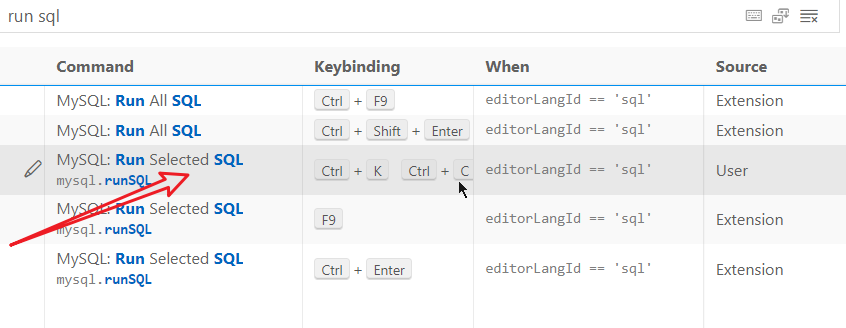 run sql
Command Keybinding When Source
MySQL: Run All SQL Ctrl + F9 editorLangId == 'sql' Extension
MySQL: Run All SQL Ctrl + Shift + Enter editorLangId == 'sql' Extension
MySQL: Run Selected SQL
mysql.runSQL Ctrl + K Ctrl + C editorLangId == 'sql' User
MySQL: Run Selected SQL
mysql.runSQL F9 editorLangId == 'sql' Extension
MySQL: Run Selected SQL
mysql.runSQL Ctrl + Enter editorLangId == 'sql' Extension